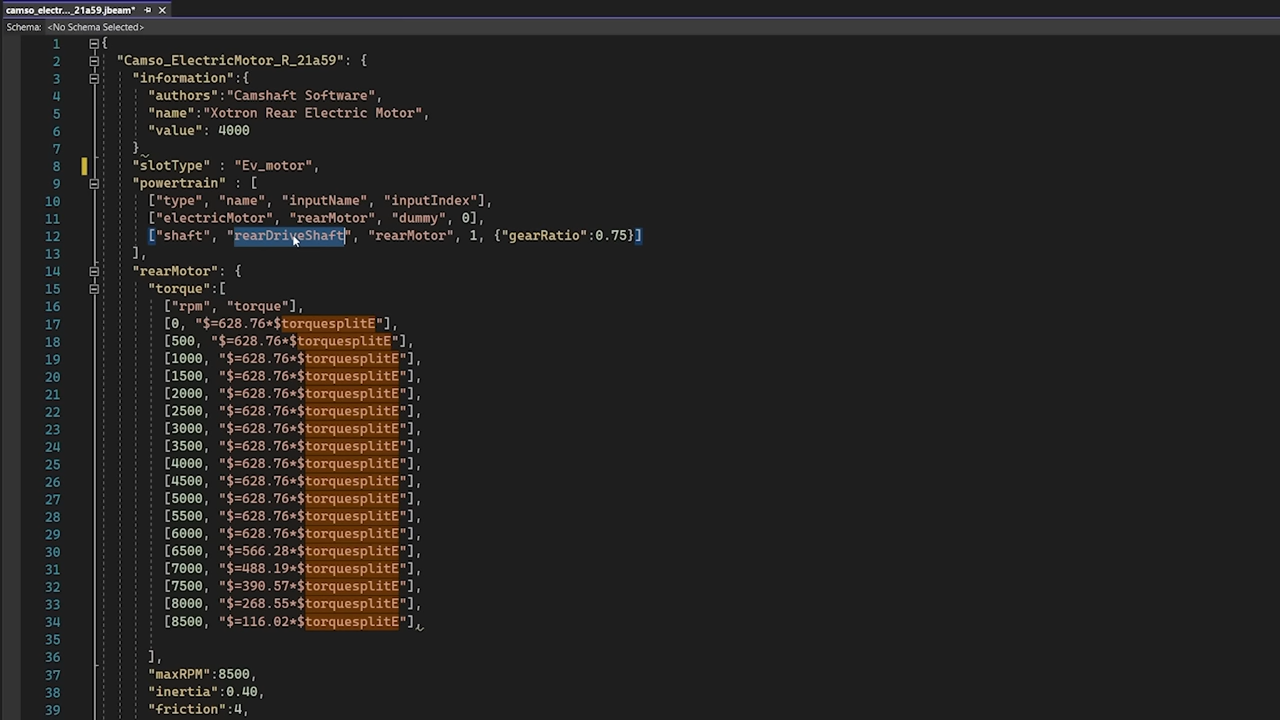 camso_electr..._21a59.jbeam*
Schema: <No Schema Selected>
1 {
2 "Camso_ElectricMotor_R_21a59": {
3 "information":{
4 "authors":"Camshaft Software",
5 "name":"Xotron Rear Electric Motor",
6 "value": 4000
7 }
8 "slotType" : "Ev_motor",
9 "powertrain" : [
10 ["type", "name", "inputName", "inputIndex"],
11 ["electricMotor", "rearMotor", "dummy", 0],
12 ["shaft", "rearDriveShaft", "rearMotor", 1, {"gearRatio":0.75}]
13 ],
14 "rearMotor": {
15 "torque":[
16 ["rpm", "torque"],
17 [0, "$=628.76*$torquesplitE"],
18 [500, "$=628.76*$torquesplitE"],
19 [1000, "$=628.76*$torquesplitE"],
20 [1500, "$=628.76*$torquesplitE"],
21 [2000, "$=628.76*$torquesplitE"],
22 [2500, "$=628.76*$torquesplitE"],
23 [3000, "$=628.76*$torquesplitE"],
24 [3500, "$=628.76*$torquesplitE"],
25 [4000, "$=628.76*$torquesplitE"],
26 [4500, "$=628.76*$torquesplitE"],
27 [5000, "$=628.76*$torquesplitE"],
28 [5500, "$=628.76*$torquesplitE"],
29 [6000, "$=628.76*$torquesplitE"],
30 [6500, "$=566.28*$torquesplitE"],
31 [7000, "$=488.19*$torquesplitE"],
32 [7500, "$=390.57*$torquesplitE"],
33 [8000, "$=268.55*$torquesplitE"],
34 [8500, "$=116.02*$torquesplitE"],
35
36 ],
37 "maxRPM":8500,
38 "inertia":0.40,
39 "friction":4,